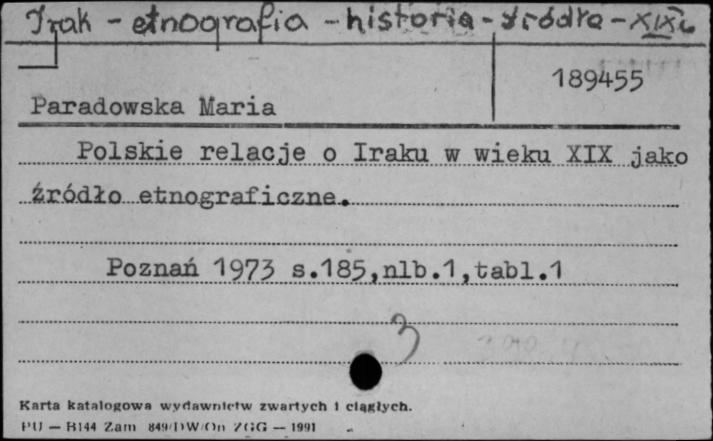 Irak - etnografia - historia - źródła - XIX w
189455
Paradowska Maria
Polskie relacje o Iraku w wieku XIX jako
źródło etnograficzne.
Poznań 1973 s.185,nlb.1,tabl.1
3
Karta katalogowa wydawnictw zwartych i ciągłych.
PU — B144 Zam 849/DW/On ZGG — 1991